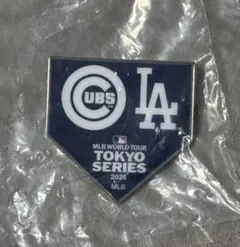 CUBS LA
MLB WORLD TOUR
TOKYO
SERIES
2025
MLB